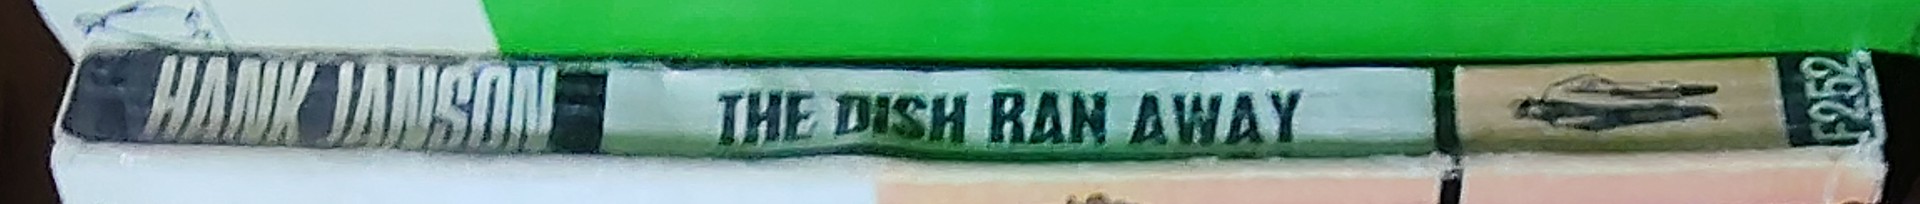 HANK JANSON
THE DISH RAN AWAY
F252